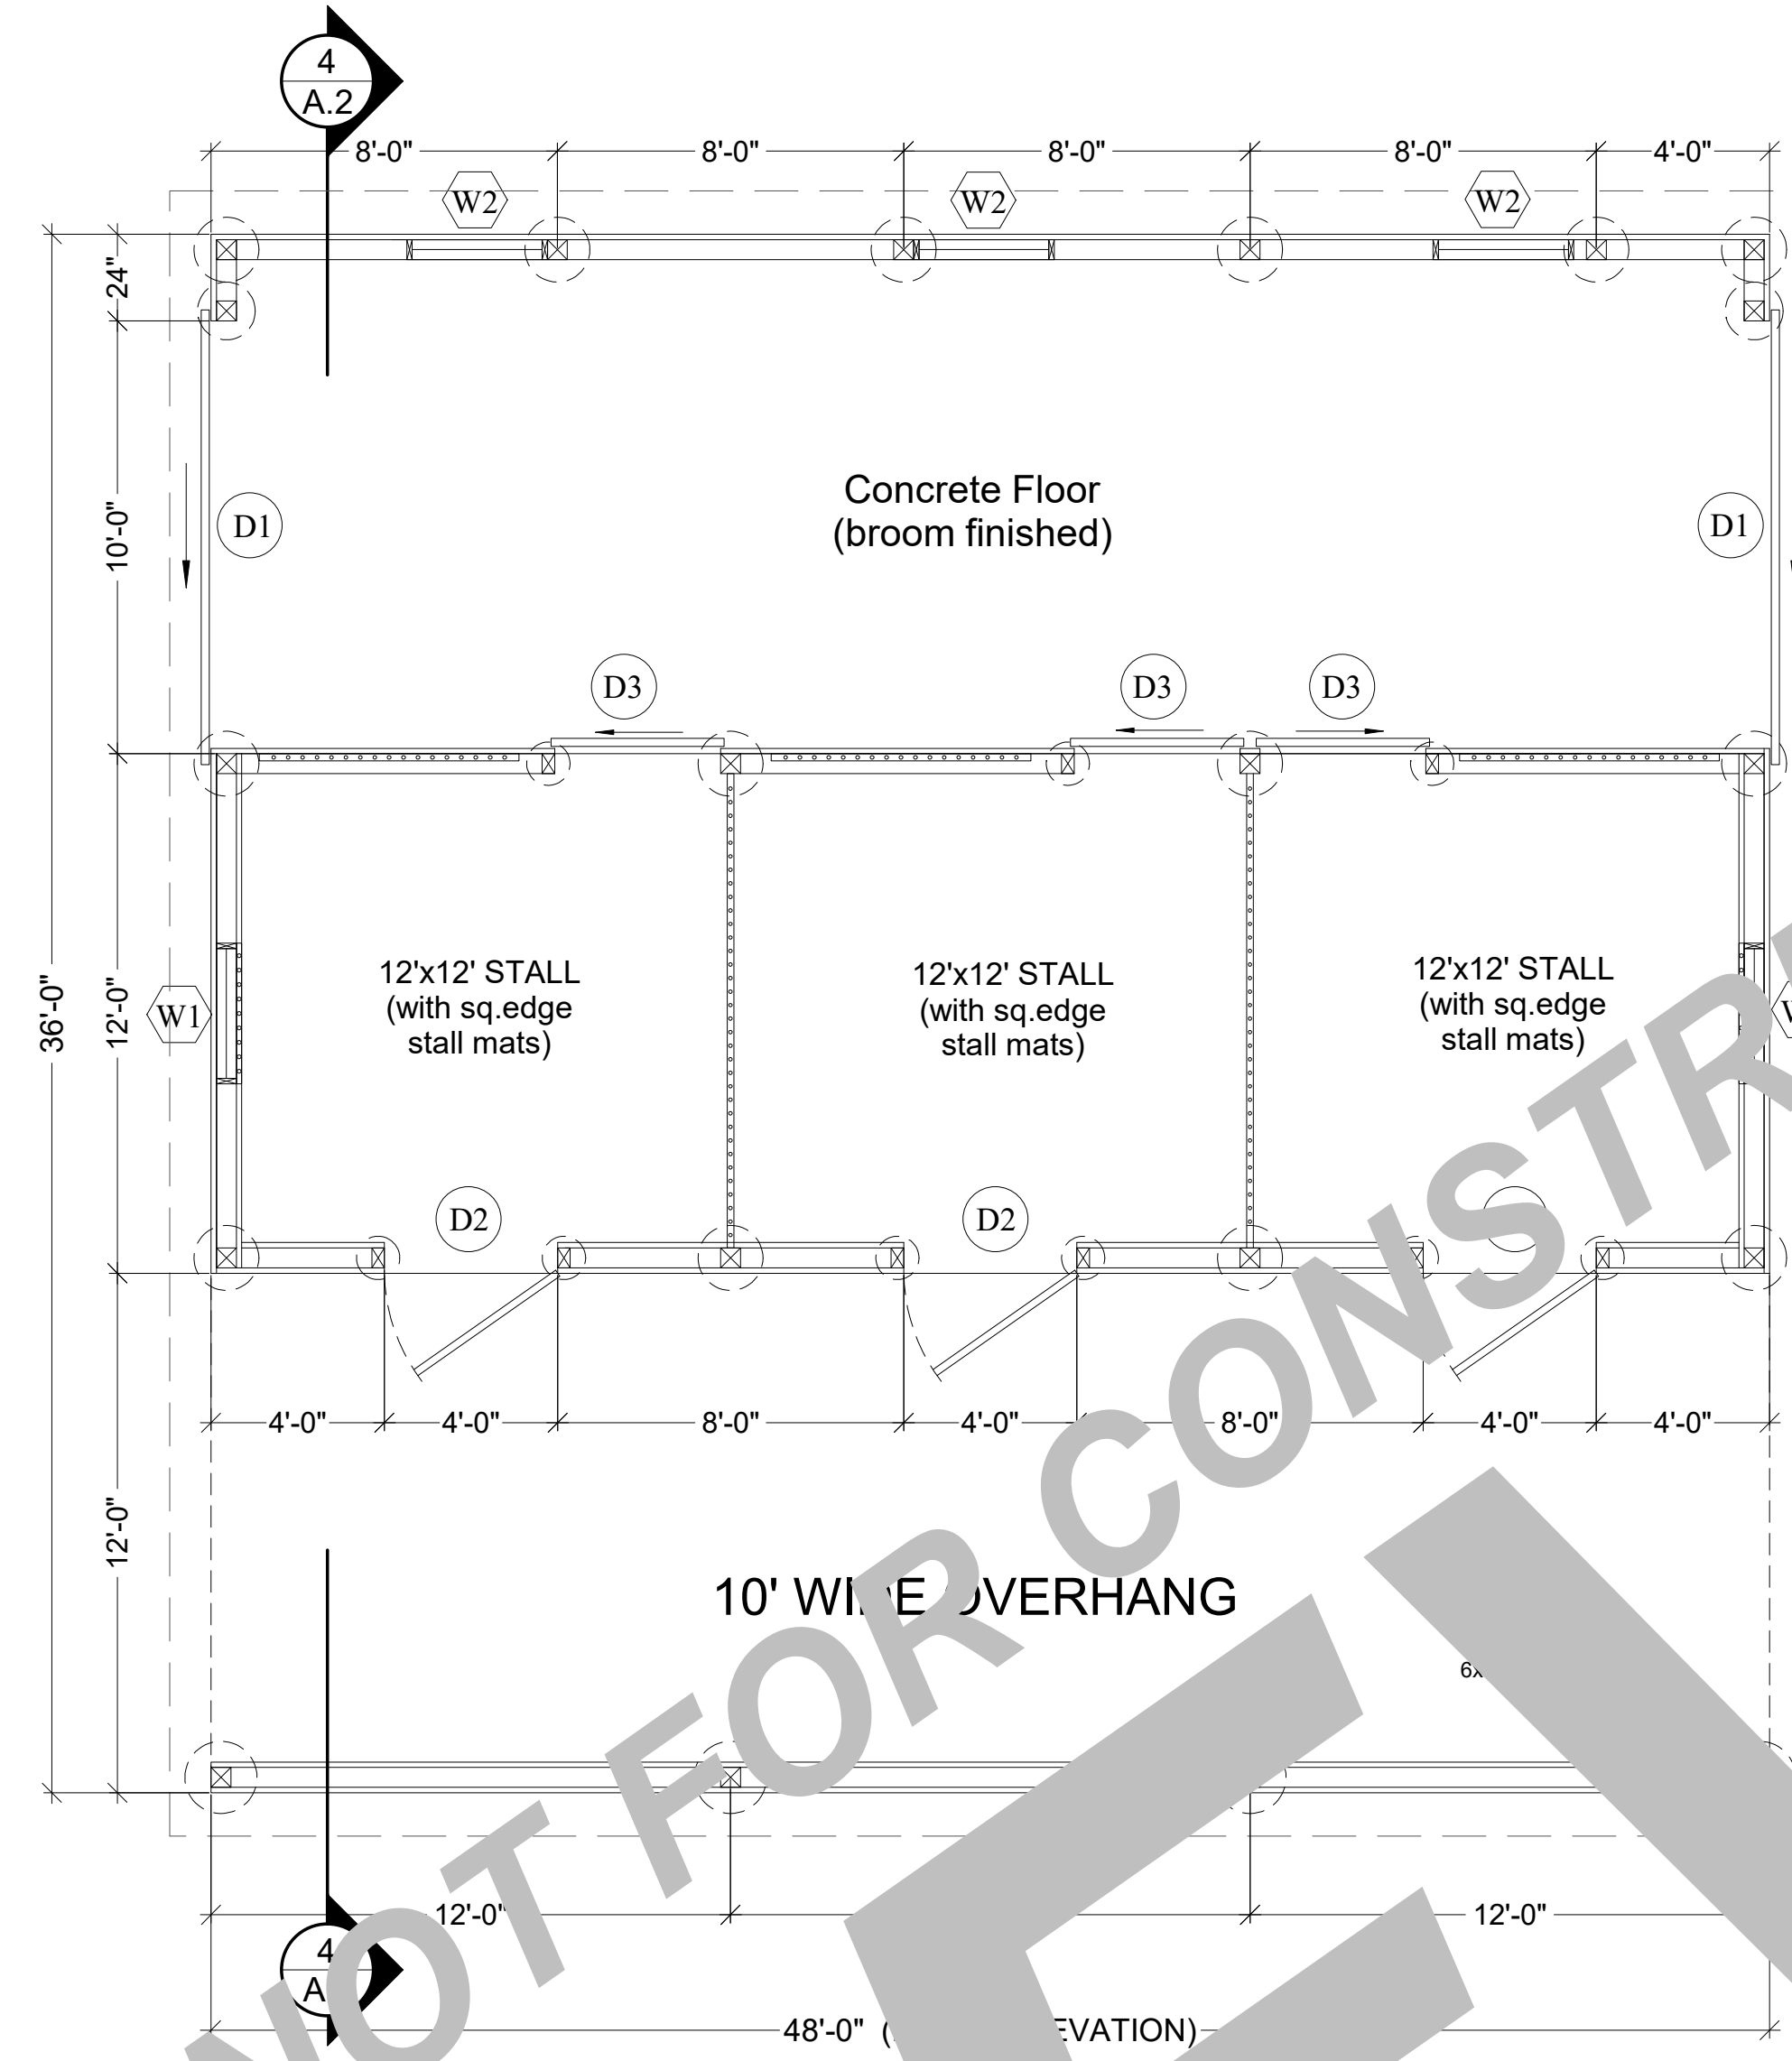 4
A.2
8'-0" 8'-0" 8'-0" 8'-0" 4'-0"
W2 W2 W2
24"
10'-0"
D1
Concrete Floor
(broom finished)
D1
D3 D3 D3
36'-0"
12'-0"
W1
12'x12' STALL
(with sq.edge
stall mats)
12'x12' STALL
(with sq.edge
stall mats)
12'x12' STALL
(with sq.edge
stall mats)
D2 D2
4'-0" 4'-0" 8'-0" 4'-0" 8'-0" 4'-0" 4'-0"
12'-0"
10' OVERHANG
12'-0" 12'-0"
4
48'-0"
NOT FOR